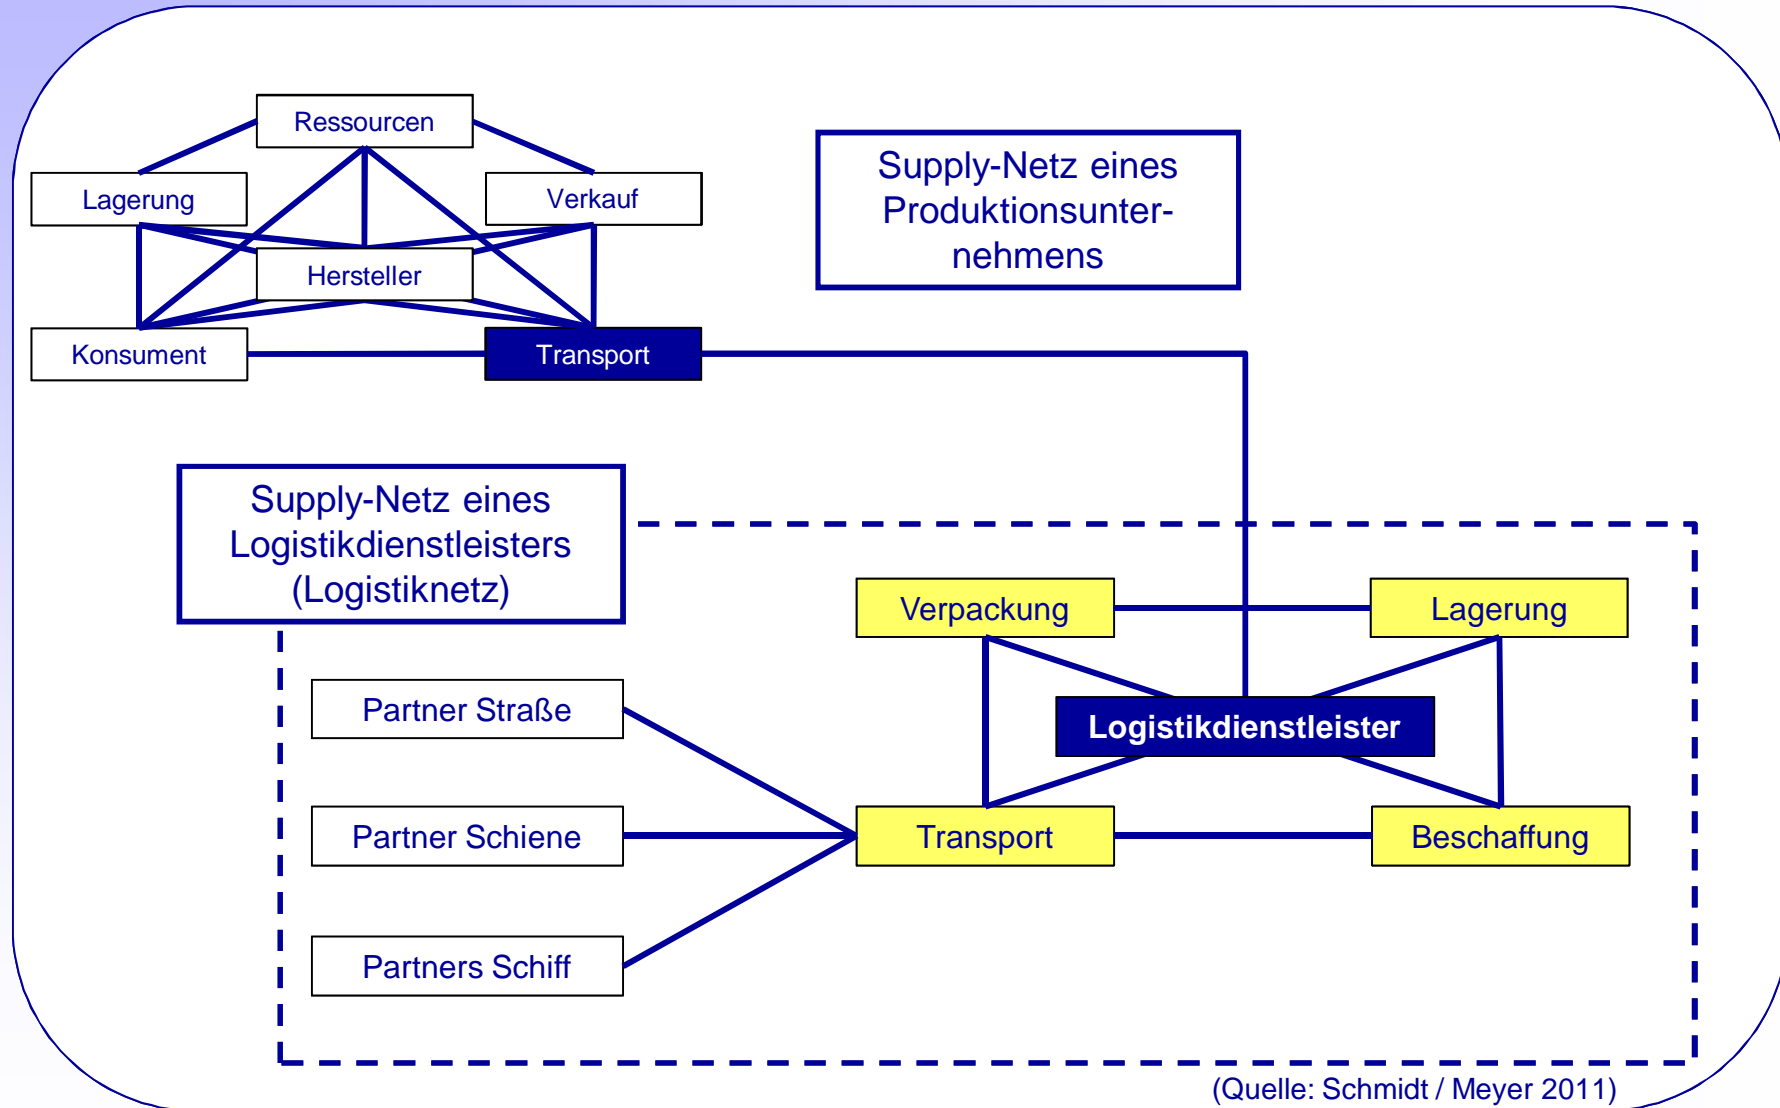 Ressourcen
Lagerung
Verkauf
Hersteller
Konsument
Transport
Supply-Netz eines
Produktionsunter-
nehmens
Supply-Netz eines
Logistikdienstleisters
(Logistiknetz)
Verpackung
Lagerung
Logistikdienstleister
Transport
Beschaffung
Partner Straße
Partner Schiene
Partners Schiff
(Quelle: Schmidt / Meyer 2011)